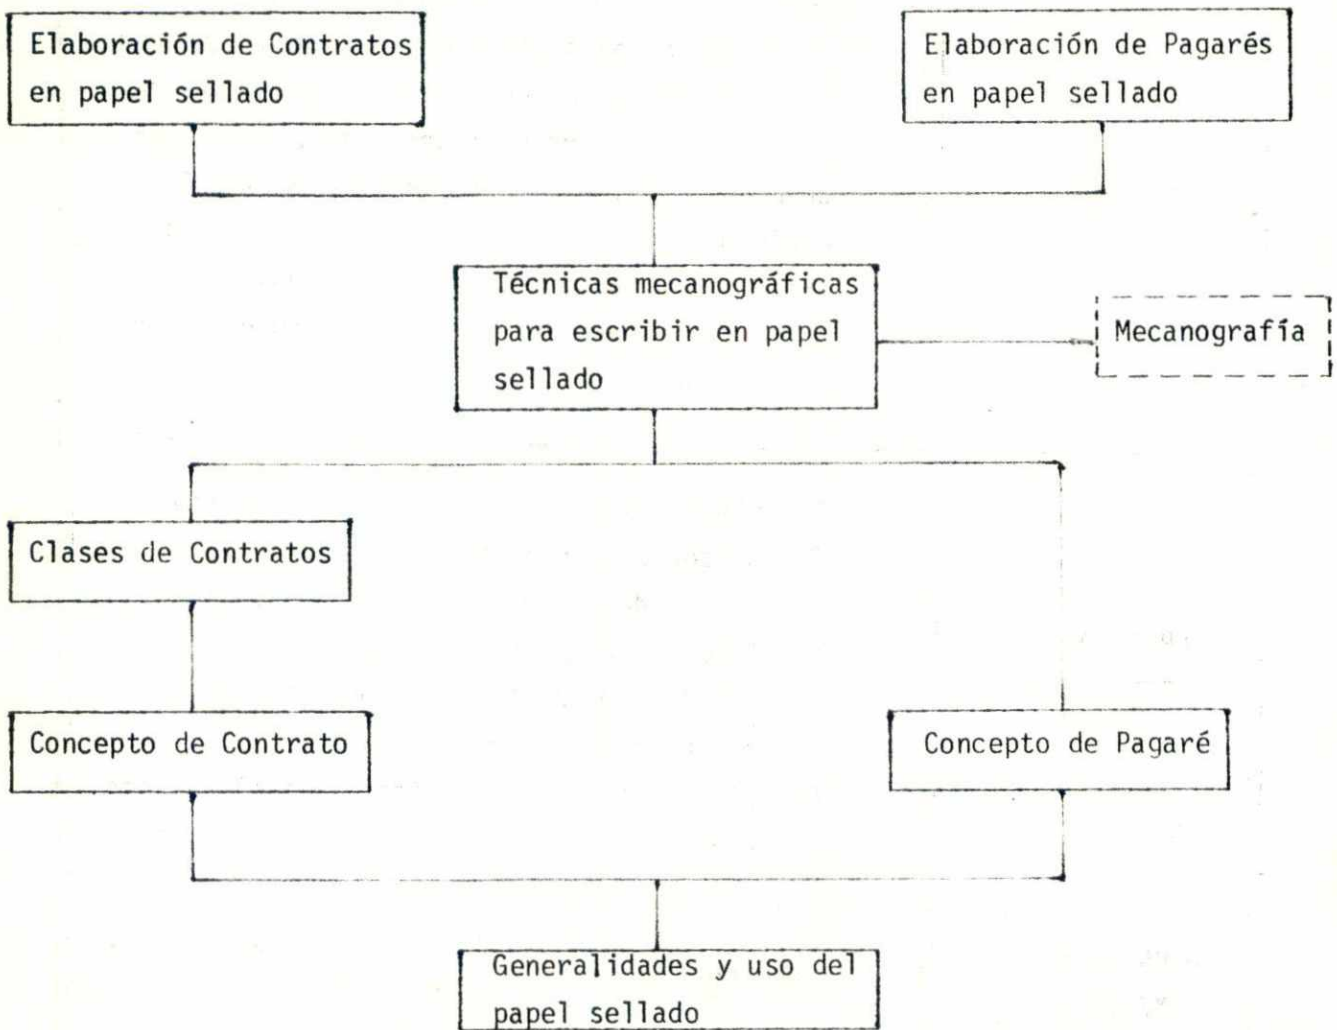 Elaboración de Contratos
en papel sellado
Elaboración de Pagarés
en papel sellado
Técnicas mecanográficas
para escribir en papel
sellado
Mecanografía
Clases de Contratos
Concepto de Contrato
Concepto de Pagaré
Generalidades y uso del
papel sellado